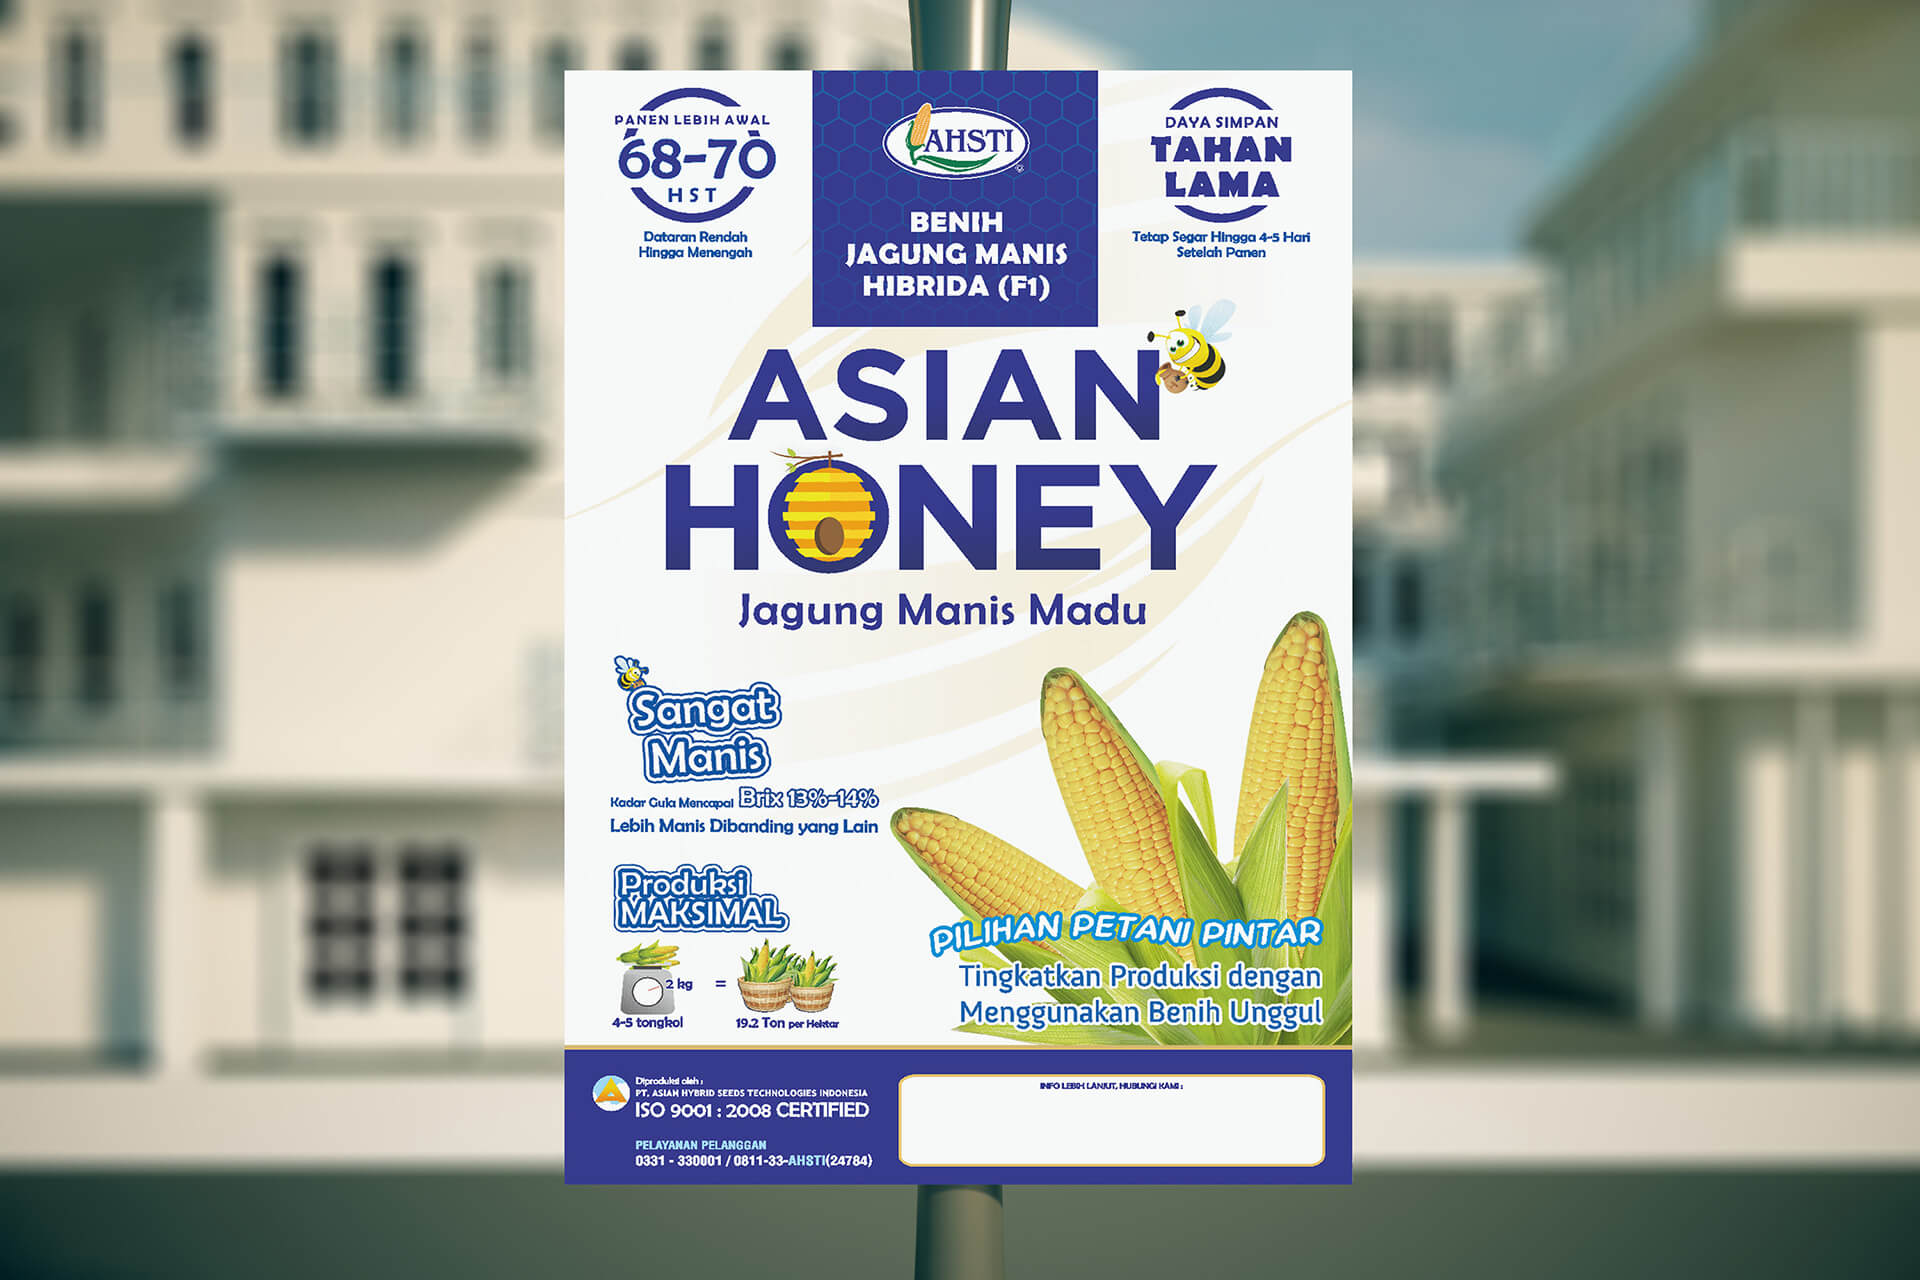 PANEN LEBIH AWAL
68-70
HST
Dataran Rendah
Hingga Menengah
AHSTI
BENIH
JAGUNG MANIS
HIBRIDA (F1)
DAYA SIMPAN
TAHAN
LAMA
Tetap Segar Hingga 4-5 Hari
Setelah Panen
ASIAN
HONEY
Jagung Manis Madu
Sangat
Manis
Kadar Gula Mencapai Brix 13%-14%
Lebih Manis Dibanding yang Lain
Produksi
MAKSIMAL
2 kg
=
4-5 tongkol
19.2 Ton per Hektar
PILIHAN PETANI PINTAR
Tingkatkan Produksi dengan
Menggunakan Benih Unggul
Diproduksi oleh :
PT. ASIAN HYBRID SEEDS TECHNOLOGIES INDONESIA
ISO 9001 : 2008 CERTIFIED
PELAYANAN PELANGGAN
0331 - 330001 / 0811-33-AHSTI(24784)
INFO LEBIH LANJUT, HUBUNGI KAMI :